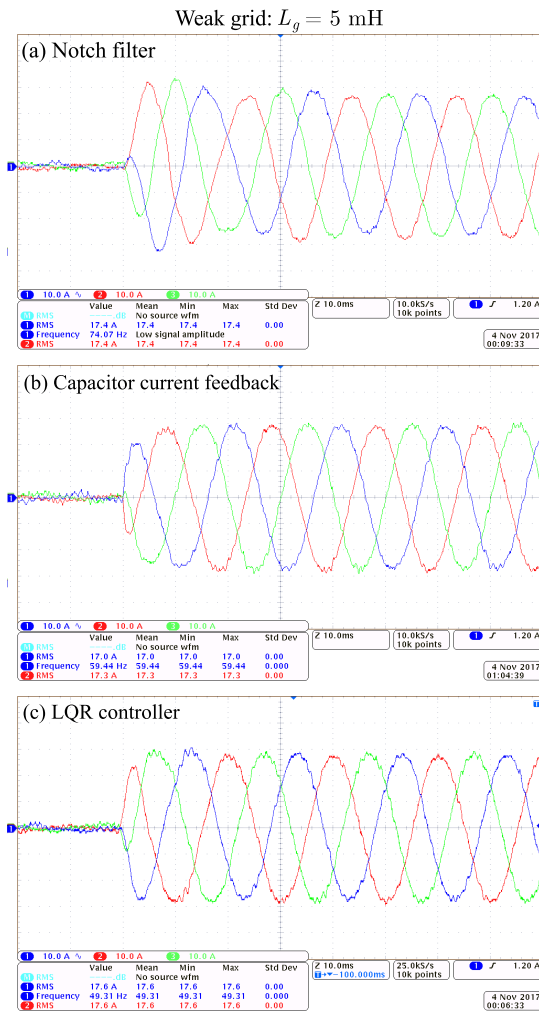 Weak grid: L_g = 5 mH
(a) Notch filter
1
1 10.0 A ∿ 2 10.0 A 3 10.0 A
Value Mean Min Max Std Dev
RMS -----.-- dB No source wfm
1 RMS 17.4 A 17.4 17.4 17.4 0.00
1 Frequency 74.07 Hz Low signal amplitude
2 RMS 17.4 A 17.4 17.4 17.4 0.00
Z 10.0ms
10.0kS/s
10k points
1 1.20 A
4 Nov 2017
00:09:33
(b) Capacitor current feedback
1
1 10.0 A ∿ 2 10.0 A 3 10.0 A
Value Mean Min Max Std Dev
RMS -----.-- dB No source wfm
1 RMS 17.0 A 17.0 17.0 17.0 0.00
1 Frequency 59.44 Hz 59.44 59.44 59.44 0.000
2 RMS 17.3 A 17.3 17.3 17.3 0.00
Z 10.0ms
10.0kS/s
10k points
1 1.20 A
4 Nov 2017
01:04:39
(c) LQR controller
T
1
1 10.0 A ∿ 2 10.0 A 3 10.0 A
Value Mean Min Max Std Dev
RMS -----.-- dB No source wfm
1 RMS 17.6 A 17.6 17.6 17.6 0.00
1 Frequency 49.31 Hz 49.31 49.31 49.31 0.000
2 RMS 17.6 A 17.6 17.6 17.6 0.00
Z 10.0ms
T→▼−100.000ms
25.0kS/s
10k points
1 1.20 A
4 Nov 2017
00:06:33